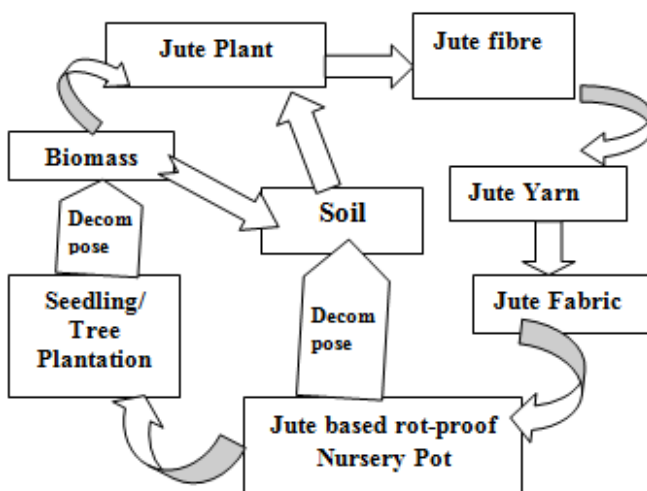 Jute Plant
Jute fibre
Biomass
Soil
Jute Yarn
Decom
pose
Seedling/
Tree
Plantation
Decom
pose
Jute Fabric
Jute based rot-proof
Nursery Pot